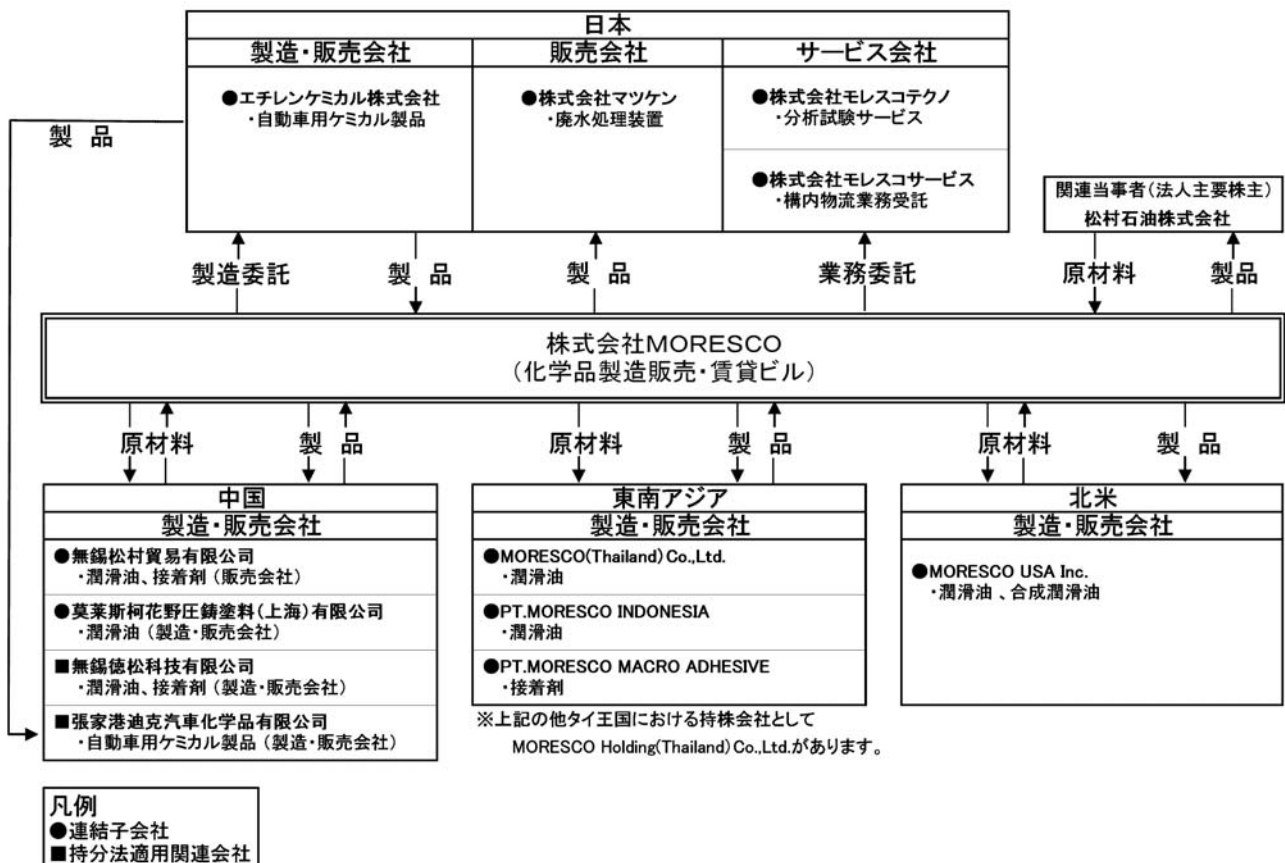 日本
製造・販売会社
販売会社
サービス会社
●エチレンケミカル株式会社
・自動車用ケミカル製品
●株式会社マツケン
・廃水処理装置
●株式会社モレスコテクノ
・分析試験サービス
●株式会社モレスコサービス
・構内物流業務受託
製 品
関連当事者(法人主要株主)
松村石油株式会社
製造委託
製 品
製 品
業務委託
原材料
製品
株式会社MORESCO
(化学品製造販売・賃貸ビル)
原材料
製 品
原材料
製 品
原材料
製 品
中国
製造・販売会社
●無錫松村貿易有限公司
・潤滑油、接着剤(販売会社)
●莫莱斯柯花野圧鋳塗料(上海)有限公司
・潤滑油(製造・販売会社)
■無錫徳松科技有限公司
・潤滑油、接着剤(製造・販売会社)
■張家港迪克汽車化学品有限公司
・自動車用ケミカル製品(製造・販売会社)
東南アジア
製造・販売会社
●MORESCO(Thailand)Co.,Ltd.
・潤滑油
●PT.MORESCO INDONESIA
・潤滑油
●PT.MORESCO MACRO ADHESIVE
・接着剤
※上記の他タイ王国における持株会社として
MORESCO Holding(Thailand)Co.,Ltd.があります。
北米
製造・販売会社
●MORESCO USA Inc.
・潤滑油、合成潤滑油
凡例
●連結子会社
■持分法適用関連会社